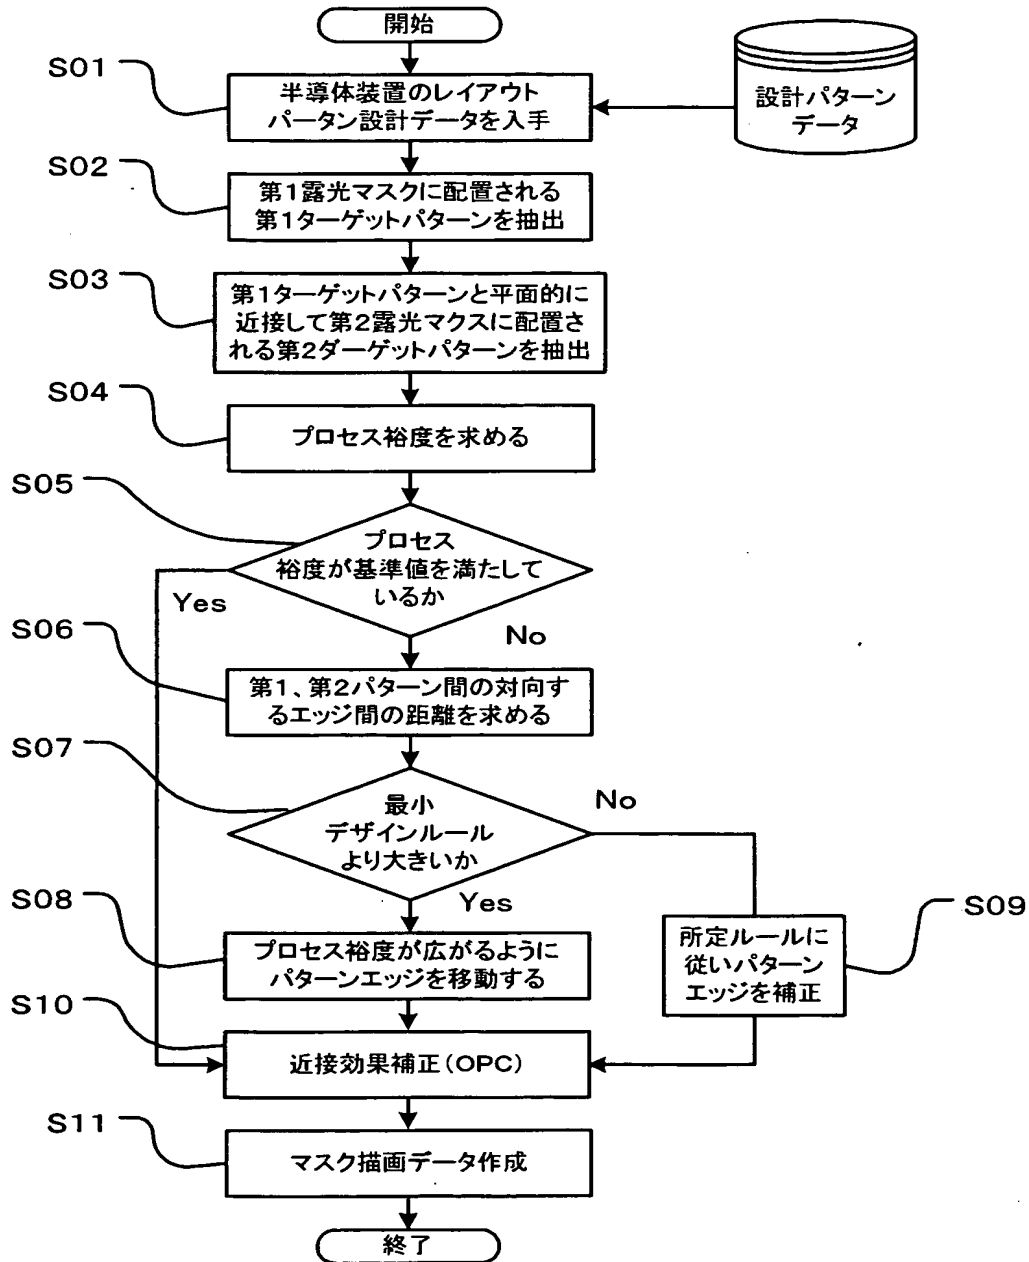 開始
S01
半導体装置のレイアウト
パータン設計データを入手
設計パターン
データ
S02
第1露光マスクに配置される
第1ターゲットパターンを抽出
S03
第1ターゲットパターンと平面的に
近接して第2露光マクスに配置さ
れる第2ダーゲットパターンを抽出
S04
プロセス裕度を求める
S05
プロセス
裕度が基準値を満たして
いるか
Yes
No
S06
第1、第2パターン間の対向す
るエッジ間の距離を求める
S07
最小
デザインルール
より大きいか
No
Yes
S08
プロセス裕度が広がるように
パターンエッジを移動する
S09
所定ルールに
従いパターン
エッジを補正
S10
近接効果補正(OPC)
S11
マスク描画データ作成
終了